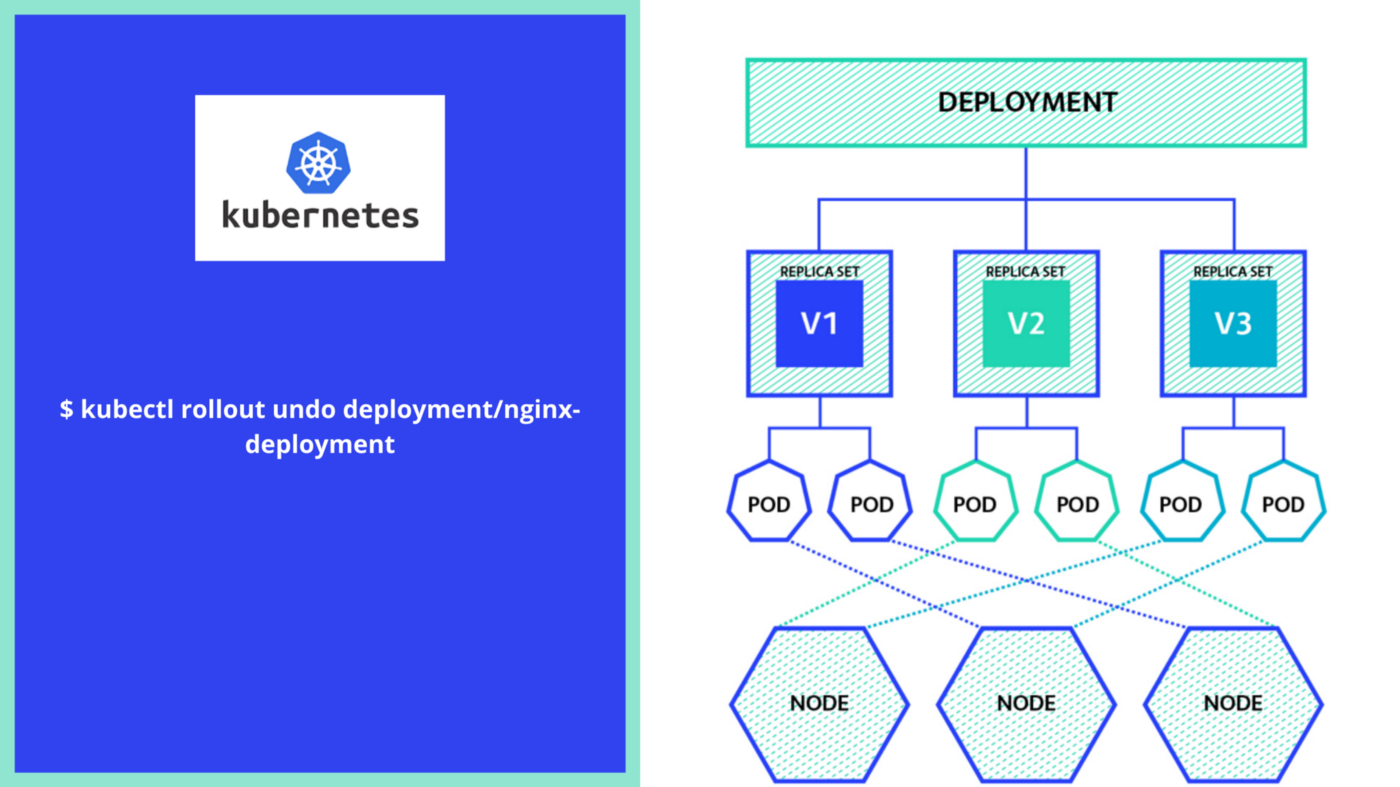 kubernetes
$ kubectl rollout undo deployment/nginx-
deployment
DEPLOYMENT
REPLICA SET
V1
REPLICA SET
V2
REPLICA SET
V3
POD
POD
POD
POD
POD
POD
NODE
NODE
NODE